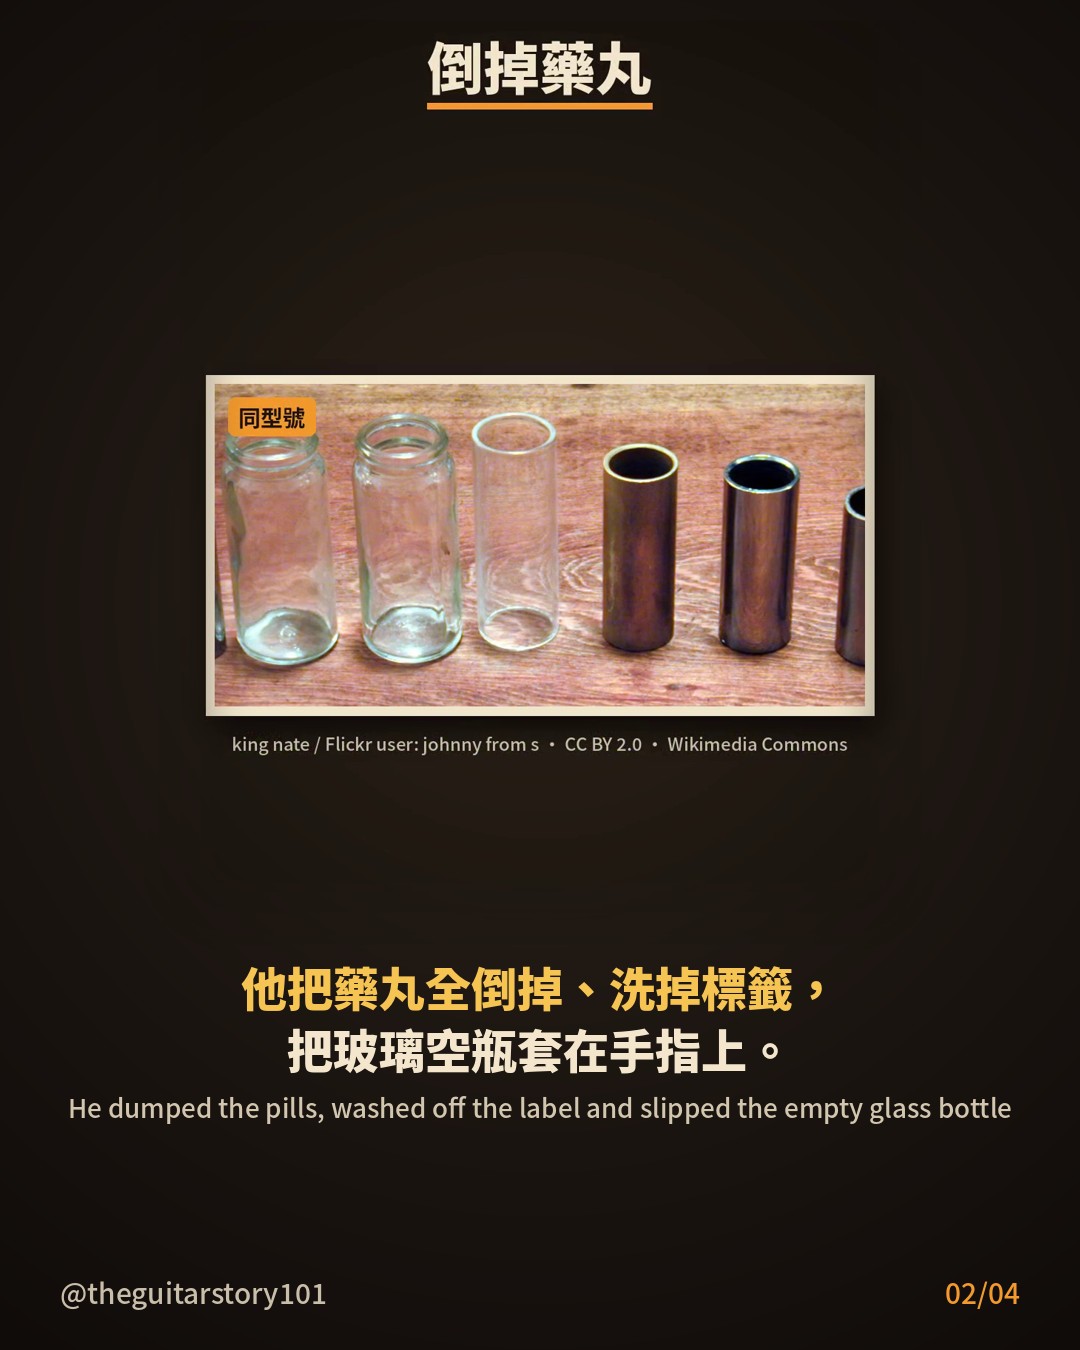 倒掉藥丸
同型號
king nate / Flickr user: johnny from s • CC BY 2.0 • Wikimedia Commons
他把藥丸全倒掉、洗掉標籤，
把玻璃空瓶套在手指上。
He dumped the pills, washed off the label and slipped the empty glass bottle
@theguitarstory101
02/04